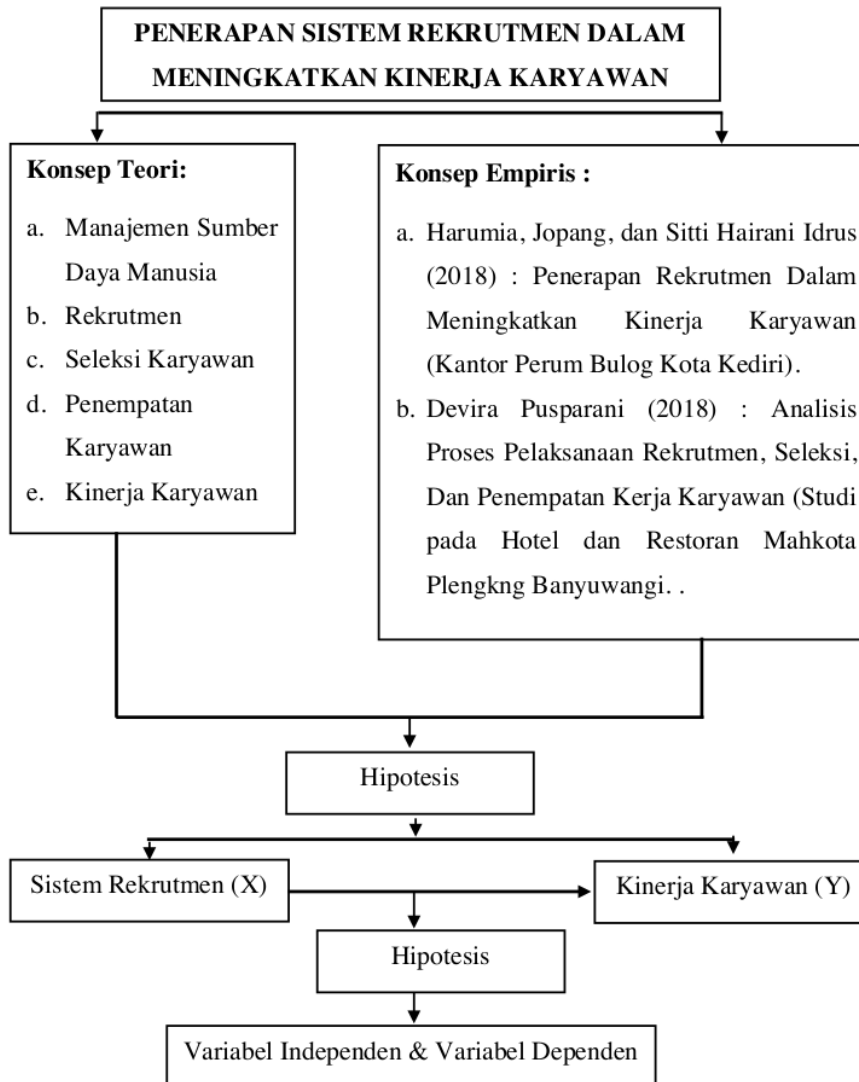 PENERAPAN SISTEM REKRUTMEN DALAM
MENINGKATKAN KINERJA KARYAWAN
Konsep Teori:
a. Manajemen Sumber
Daya Manusia
b. Rekrutmen
c. Seleksi Karyawan
d. Penempatan
Karyawan
e. Kinerja Karyawan
Konsep Empiris :
a. Harumia, Jopang, dan Sitti Hairani Idrus
(2018) : Penerapan Rekrutmen Dalam
Meningkatkan Kinerja Karyawan
(Kantor Perum Bulog Kota Kediri).
b. Devira Pusparani (2018) : Analisis
Proses Pelaksanaan Rekrutmen, Seleksi,
Dan Penempatan Kerja Karyawan (Studi
pada Hotel dan Restoran Mahkota
Plengkng Banyuwangi. .
Hipotesis
Sistem Rekrutmen (X)
Kinerja Karyawan (Y)
Hipotesis
Variabel Independen & Variabel Dependen